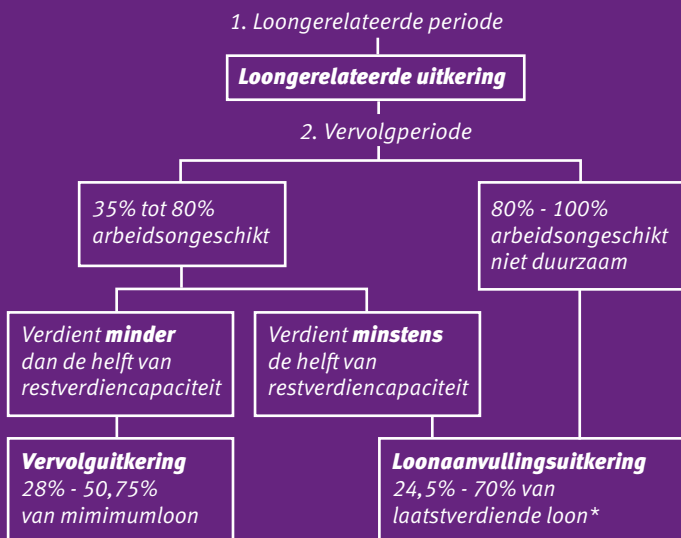 1. Loongerelateerde periode
Loongerelateerde uitkering
2. Vervolgperiode
35% tot 80%
arbeidsongeschikt
80% - 100%
arbeidsongeschikt
niet duurzaam
Verdient minder
dan de helft van
restverdiencapaciteit
Verdient minstens
de helft van
restverdiencapaciteit
Vervolguitkering
28% - 50,75%
van mimimumloon
Loonaanvullingsuitkering
24,5% - 70% van
laatstverdiende loon*